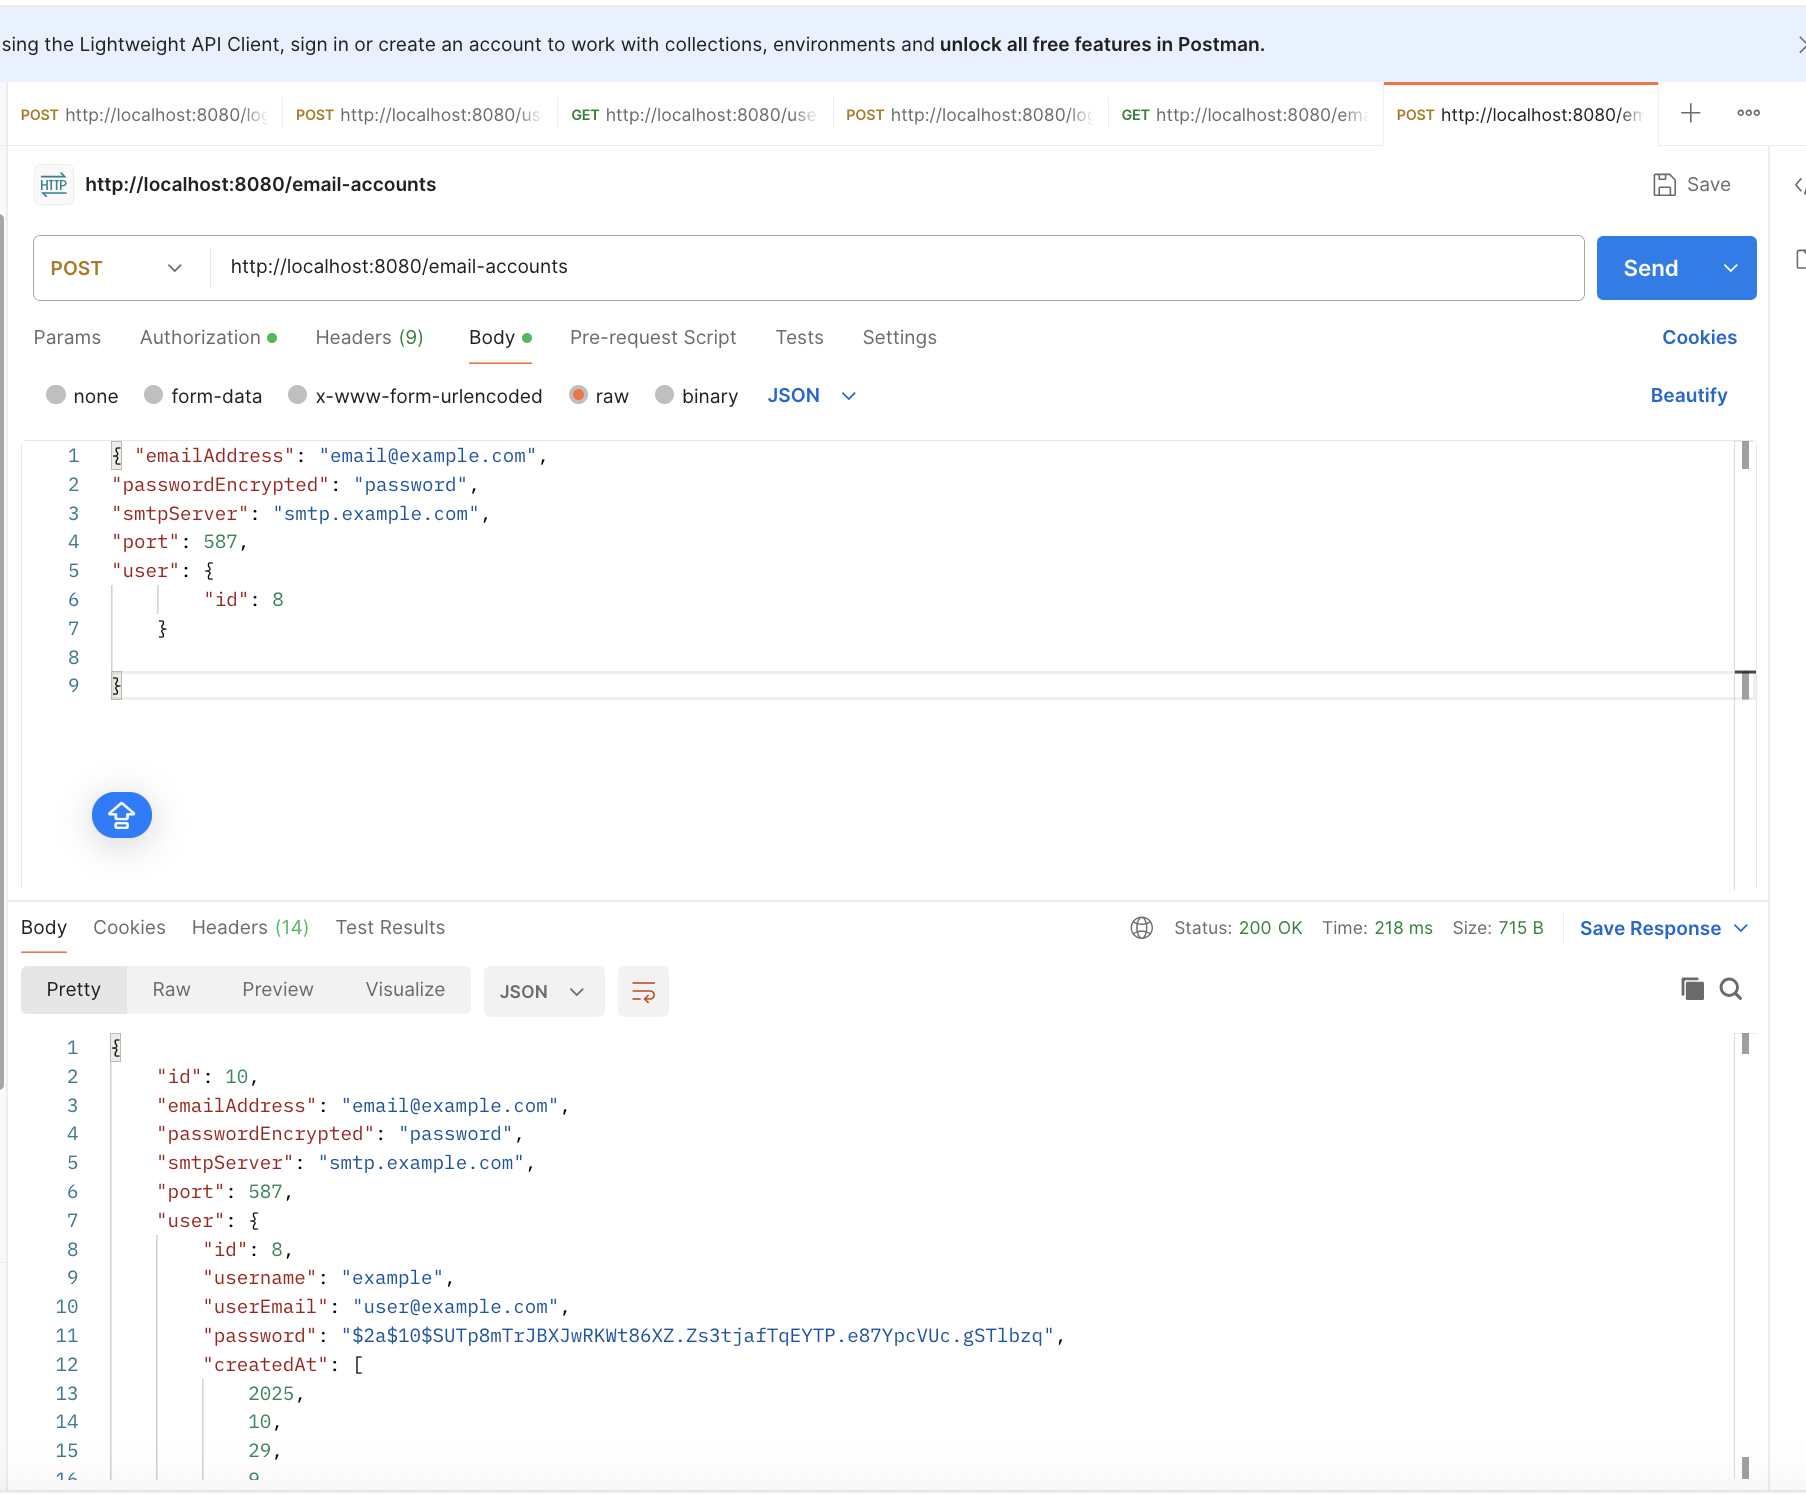 sing the Lightweight API Client, sign in or create an account to work with collections, environments and unlock all free features in Postman.
POST http://localhost:8080/log POST http://localhost:8080/us GET http://localhost:8080/use POST http://localhost:8080/log GET http://localhost:8080/ema POST http://localhost:8080/em
HTTP http://localhost:8080/email-accounts Save
POST http://localhost:8080/email-accounts Send
Params Authorization Headers (9) Body Pre-request Script Tests Settings Cookies
none form-data x-www-form-urlencoded raw binary JSON Beautify
1 { "emailAddress": "email@example.com",
2 "passwordEncrypted": "password",
3 "smtpServer": "smtp.example.com",
4 "port": 587,
5 "user": {
6 "id": 8
7 }
8
9 }
Body Cookies Headers (14) Test Results Status: 200 OK Time: 218 ms Size: 715 B Save Response
Pretty Raw Preview Visualize JSON
1 {
2 "id": 10,
3 "emailAddress": "email@example.com",
4 "passwordEncrypted": "password",
5 "smtpServer": "smtp.example.com",
6 "port": 587,
7 "user": {
8 "id": 8,
9 "username": "example",
10 "userEmail": "user@example.com",
11 "password": "$2a$10$SUTp8mTrJBXJwRKWt86XZ.Zs3tjafTqEYTP.e87YpcVUc.gSTlbzq",
12 "createdAt": [
13 2025,
14 10,
15 29,
16 9